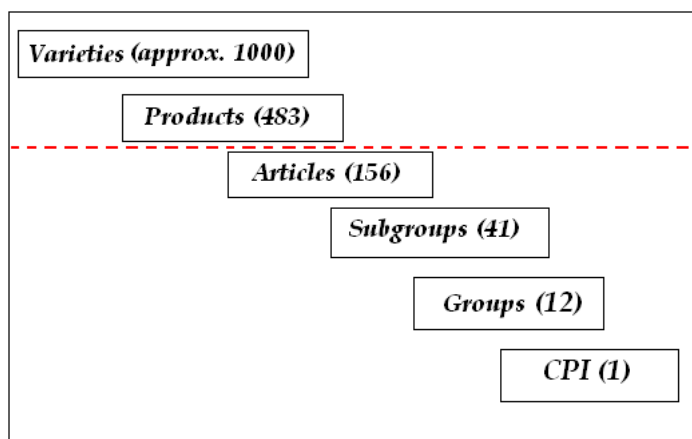 Varieties (approx. 1000)
Products (483)
Articles (156)
Subgroups (41)
Groups (12)
CPI (1)